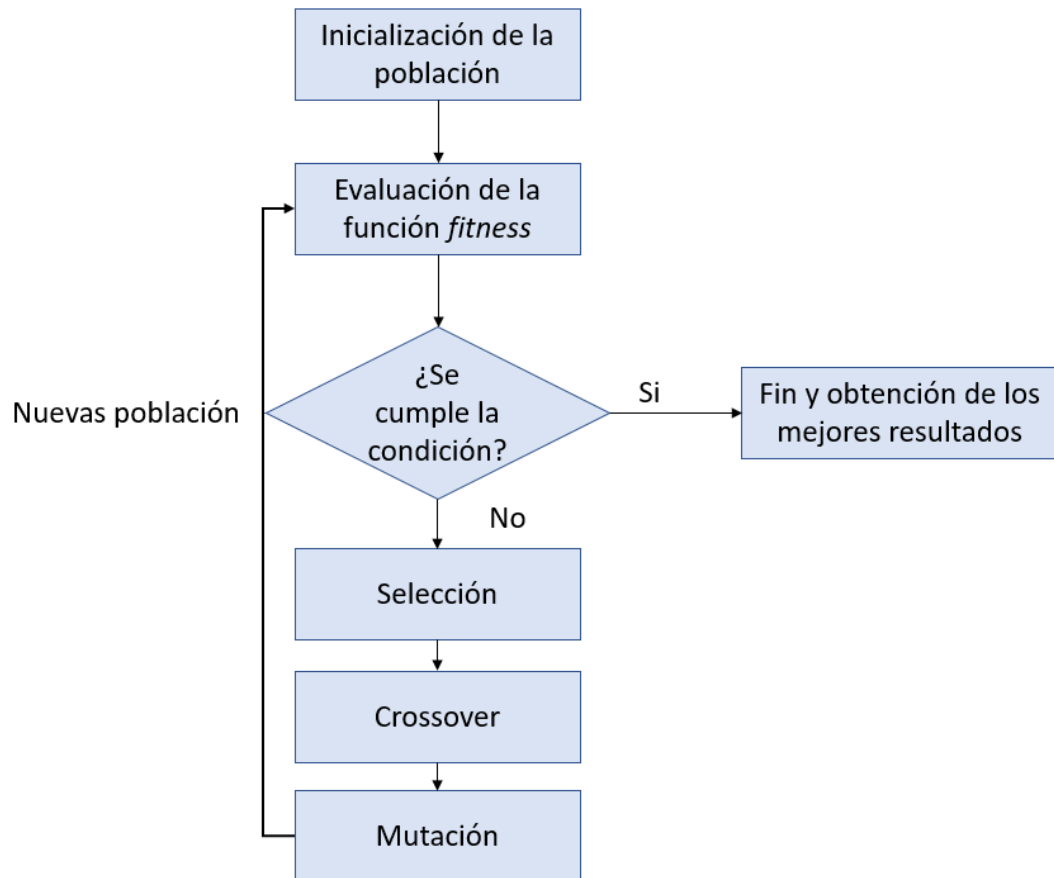 Inicialización de la
población
Evaluación de la
función fitness
¿Se
cumple la
condición?
Si
Fin y obtención de los
mejores resultados
Nuevas población
No
Selección
Crossover
Mutación